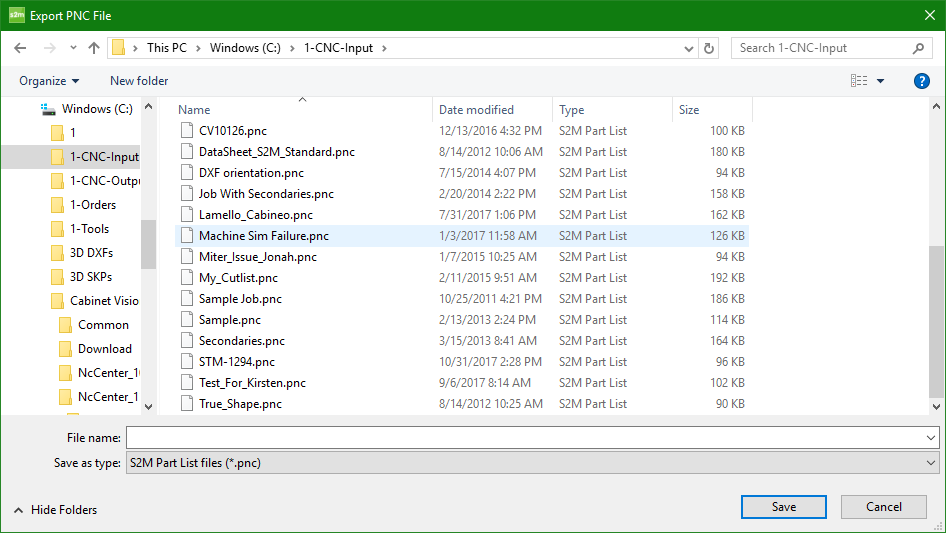 s2m Export PNC File
This PC Windows (C:) 1-CNC-Input Search 1-CNC-Input
Organize New folder ?
Name Date modified Type Size
Windows (C:)
1
1-CNC-Input
1-CNC-Outpu
1-Orders
1-Tools
3D DXFs
3D SKPs
Cabinet Visio
Common
Download
NcCenter_10
NcCenter_1
CV10126.pnc 12/13/2016 4:32 PM S2M Part List 100 KB
DataSheet_S2M_Standard.pnc 8/14/2012 10:06 AM S2M Part List 180 KB
DXF orientation.pnc 7/15/2014 4:07 PM S2M Part List 94 KB
Job With Secondaries.pnc 2/20/2014 2:22 PM S2M Part List 158 KB
Lamello_Cabineo.pnc 7/31/2017 1:06 PM S2M Part List 162 KB
Machine Sim Failure.pnc 1/3/2017 11:58 AM S2M Part List 126 KB
Miter_Issue_Jonah.pnc 1/7/2015 10:25 AM S2M Part List 94 KB
My_Cutlist.pnc 2/11/2015 9:51 AM S2M Part List 192 KB
Sample Job.pnc 10/25/2011 4:21 PM S2M Part List 186 KB
Sample.pnc 2/13/2013 2:24 PM S2M Part List 114 KB
Secondaries.pnc 3/15/2013 8:41 AM S2M Part List 164 KB
STM-1294.pnc 10/31/2017 2:28 PM S2M Part List 96 KB
Test_For_Kirsten.pnc 9/6/2017 8:14 AM S2M Part List 102 KB
True_Shape.pnc 8/14/2012 10:25 AM S2M Part List 90 KB
File name:
Save as type: S2M Part List files (*.pnc)
Hide Folders Save Cancel